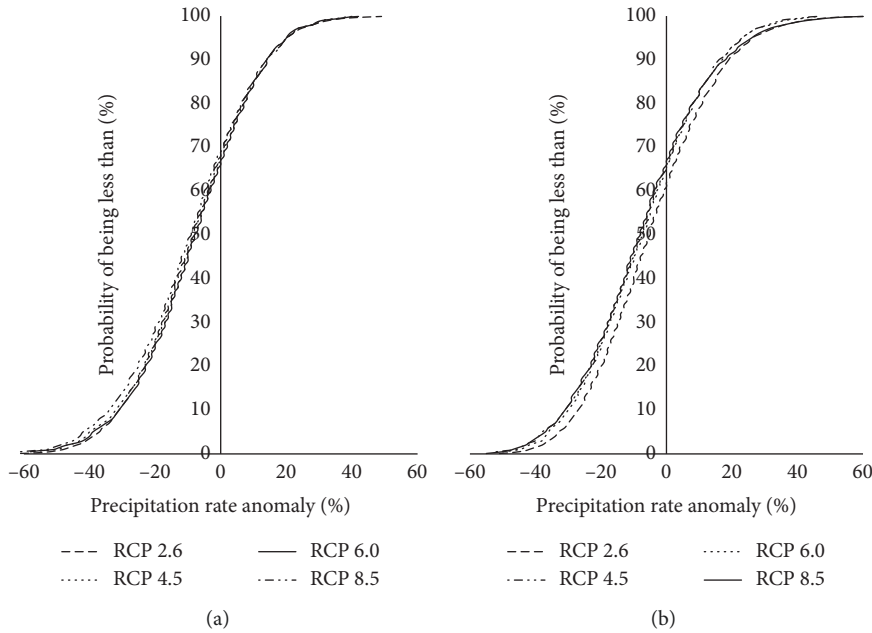 Probability of being less than (%)
100
90
80
70
60
50
40
30
20
10
0
−60 −40 −20 0 20 40 60
Precipitation rate anomaly (%)
RCP 2.6 RCP 6.0
RCP 4.5 RCP 8.5
(a)
Probability of being less than (%)
100
90
80
70
60
50
40
30
20
10
0
−60 −40 −20 0 20 40 60
Precipitation rate anomaly (%)
RCP 2.6 RCP 6.0
RCP 4.5 RCP 8.5
(b)